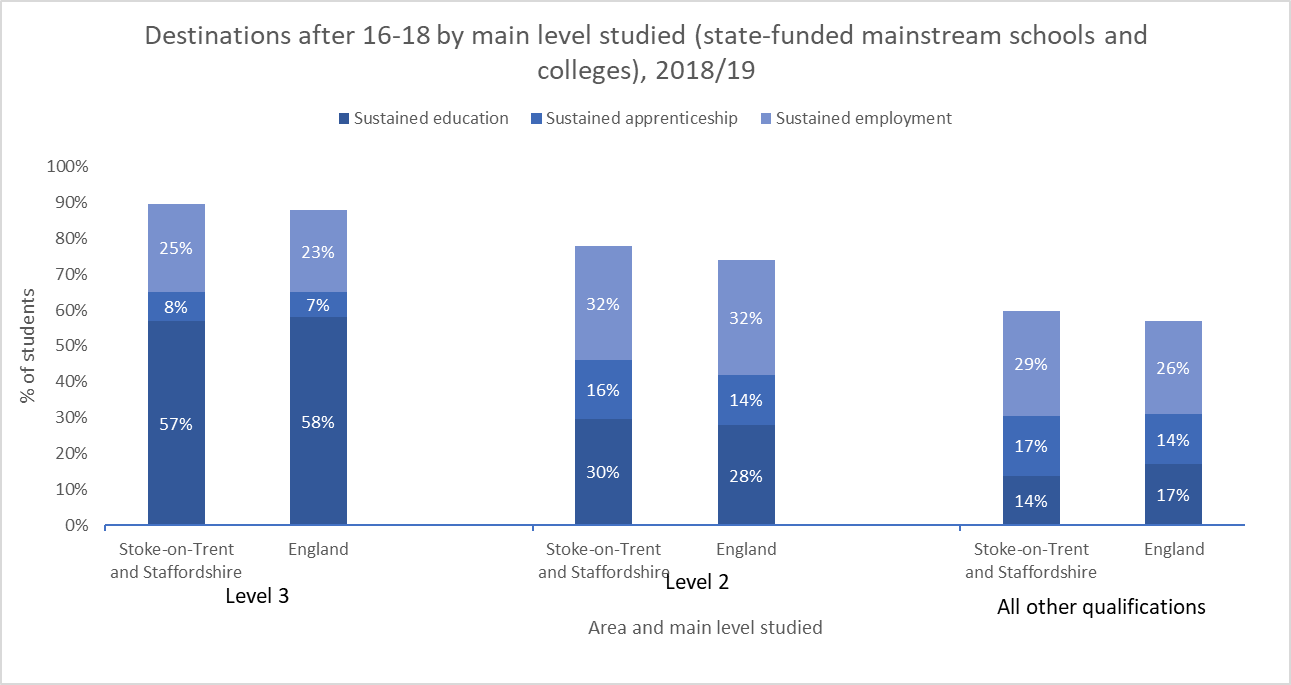 Destinations after 16-18 by main level studied (state-funded mainstream schools and
colleges), 2018/19
Sustained education Sustained apprenticeship Sustained employment
100%
90%
80%
70%
60%
50%
40%
30%
20%
10%
0%
% of students
25%
8%
57%
23%
7%
58%
32%
16%
30%
32%
14%
28%
29%
17%
14%
26%
14%
17%
Stoke-on-Trent
and Staffordshire
England
Stoke-on-Trent
and Staffordshire
England
Stoke-on-Trent
and Staffordshire
England
Level 3
Level 2
All other qualifications
Area and main level studied